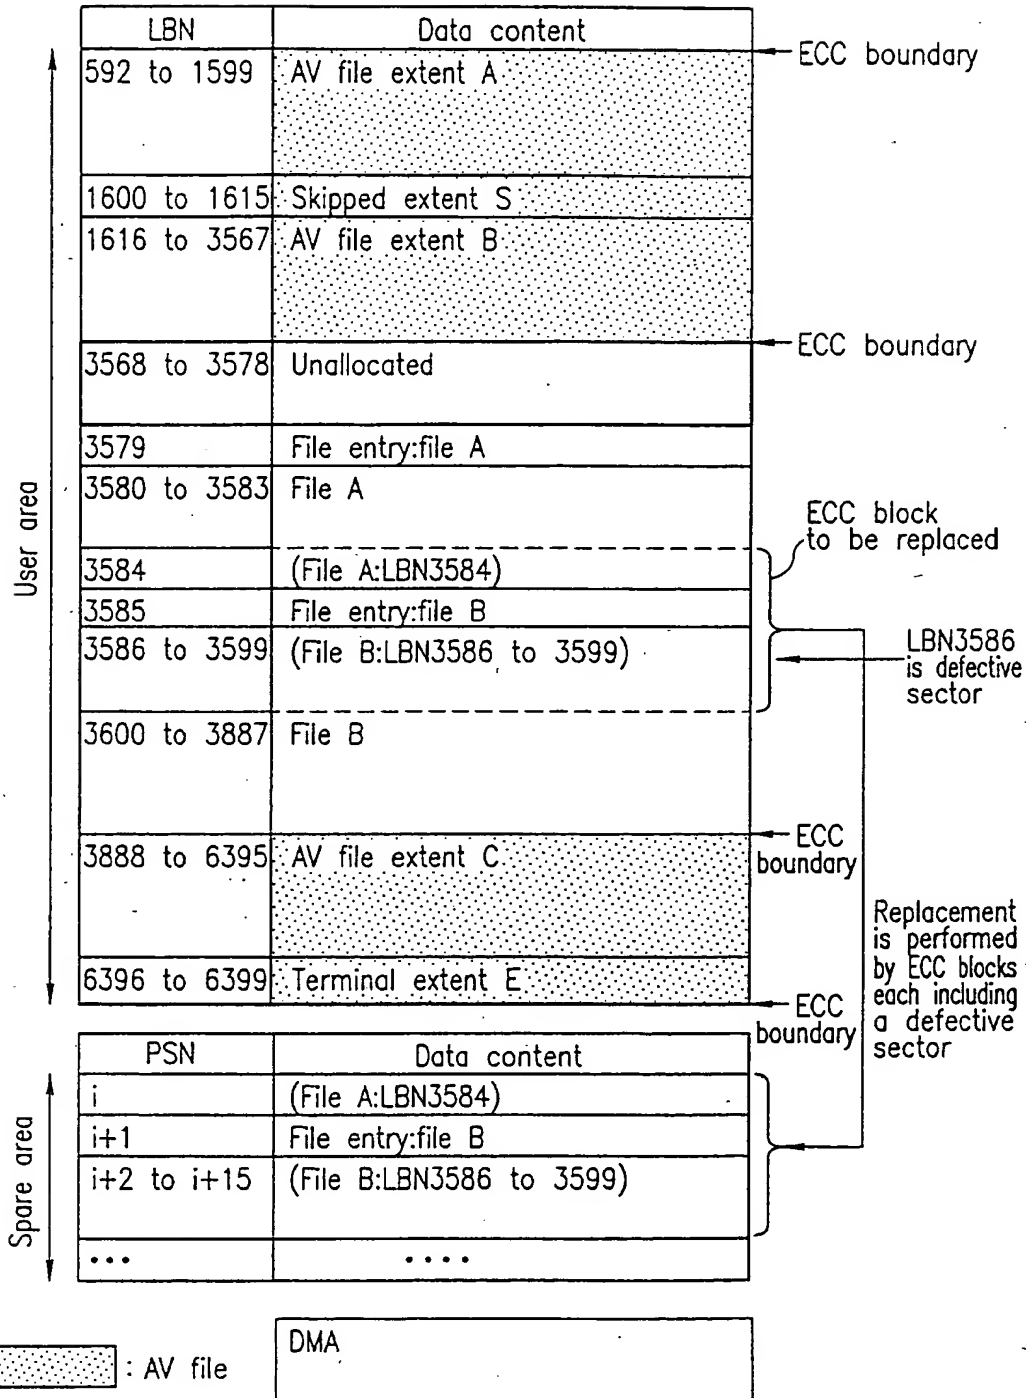 LBN Data content
ECC boundary
592 to 1599 AV file extent A
1600 to 1615 Skipped extent S
1616 to 3567 AV file extent B
ECC boundary
3568 to 3578 Unallocated
3579 File entry:file A
3580 to 3583 File A
ECC block
to be replaced
3584 (File A:LBN3584)
3585 File entry:file B
3586 to 3599 (File B:LBN3586 to 3599)
LBN3586
is defective
sector
3600 to 3887 File B
ECC
boundary
3888 to 6395 AV file extent C
Replacement
is performed
by ECC blocks
each including
a defective
sector
6396 to 6399 Terminal extent E
ECC
boundary
User area
PSN Data content
i (File A:LBN3584)
i+1 File entry:file B
i+2 to i+15 (File B:LBN3586 to 3599)
••• ••••
Spare area
DMA
: AV file